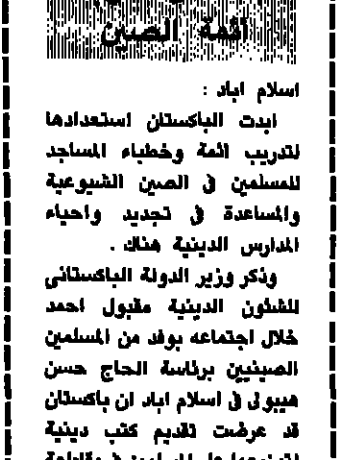 ائمة الصين
اسلام اباد :
ابدت الباكستان استعدادها
لتدريب ائمة وخطباء المساجد
للمسلمين في الصين الشيوعية
والمساعدة في تجديد واحياء
المدارس الدينية هناك .
وذكر وزير الدولة الباكستاني
للشئون الدينية مقبول احمد
خلال اجتماعه بوفد من المسلمين
الصينيين برئاسة الحاج حسن
هيبولى في اسلام اباد ان باكستان
قد عرضت تقديم كتب دينية